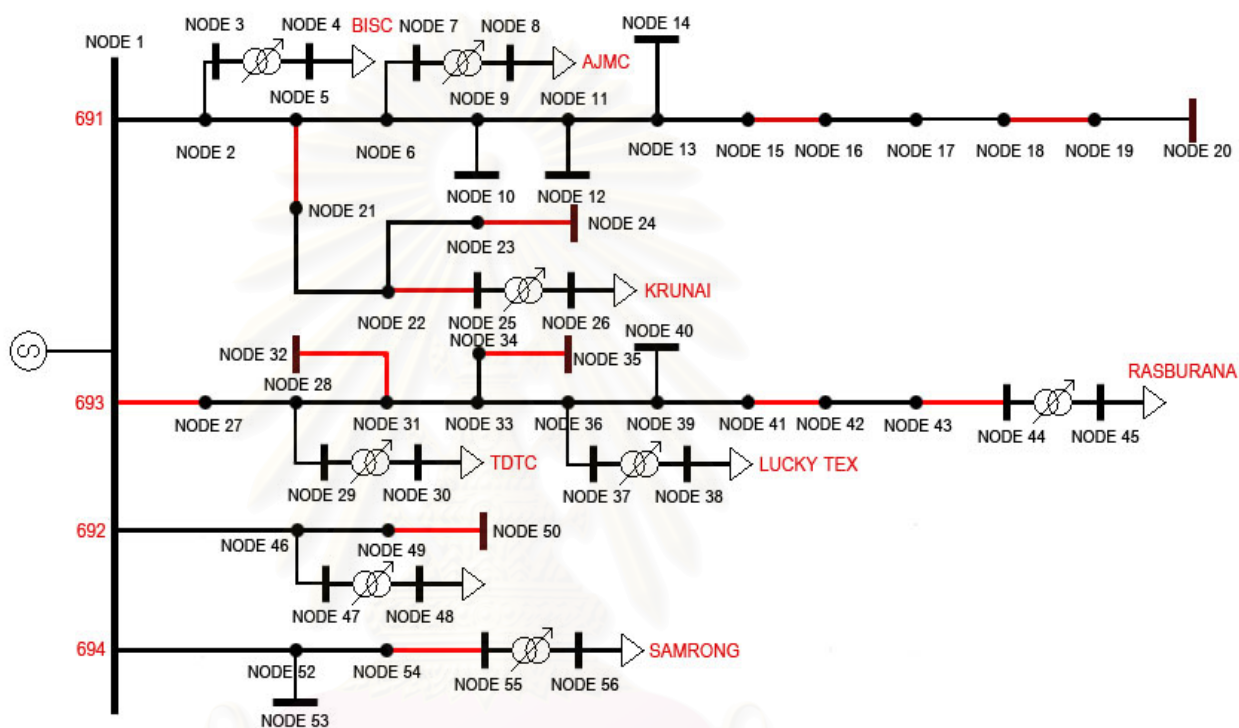 NODE 1
NODE 3
NODE 4
BISC
NODE 7
NODE 8
AJMC
NODE 14
691
NODE 2
NODE 5
NODE 6
NODE 9
NODE 11
NODE 10
NODE 12
NODE 13
NODE 15
NODE 16
NODE 17
NODE 18
NODE 19
NODE 20
NODE 21
NODE 23
NODE 24
NODE 22
NODE 25
NODE 26
KRUNAI
S
NODE 32
NODE 28
NODE 34
NODE 35
NODE 40
RASBURANA
693
NODE 27
NODE 31
NODE 33
NODE 36
NODE 39
NODE 41
NODE 42
NODE 43
NODE 44
NODE 45
NODE 29
NODE 30
TDTC
NODE 37
NODE 38
LUCKY TEX
692
NODE 46
NODE 49
NODE 50
NODE 47
NODE 48
694
NODE 52
NODE 54
NODE 55
NODE 56
SAMRONG
NODE 53